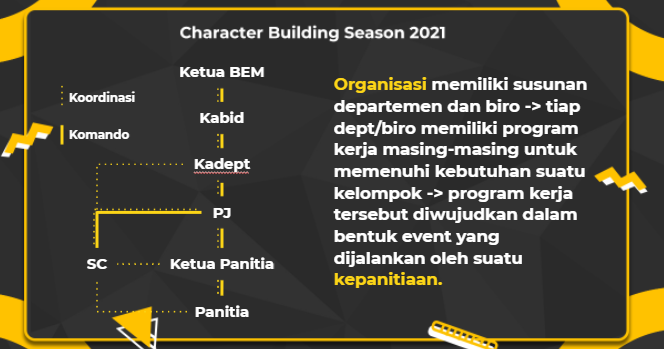 Character Building Season 2021
Ketua BEM
Koordinasi
Kabid
Komando
Kadept
PJ
SC
Ketua Panitia
Panitia
Organisasi memiliki susunan
departemen dan biro -> tiap
dept/biro memiliki program
kerja masing-masing untuk
memenuhi kebutuhan suatu
kelompok -> program kerja
tersebut diwujudkan dalam
bentuk event yang
dijalankan oleh suatu
kepanitiaan.